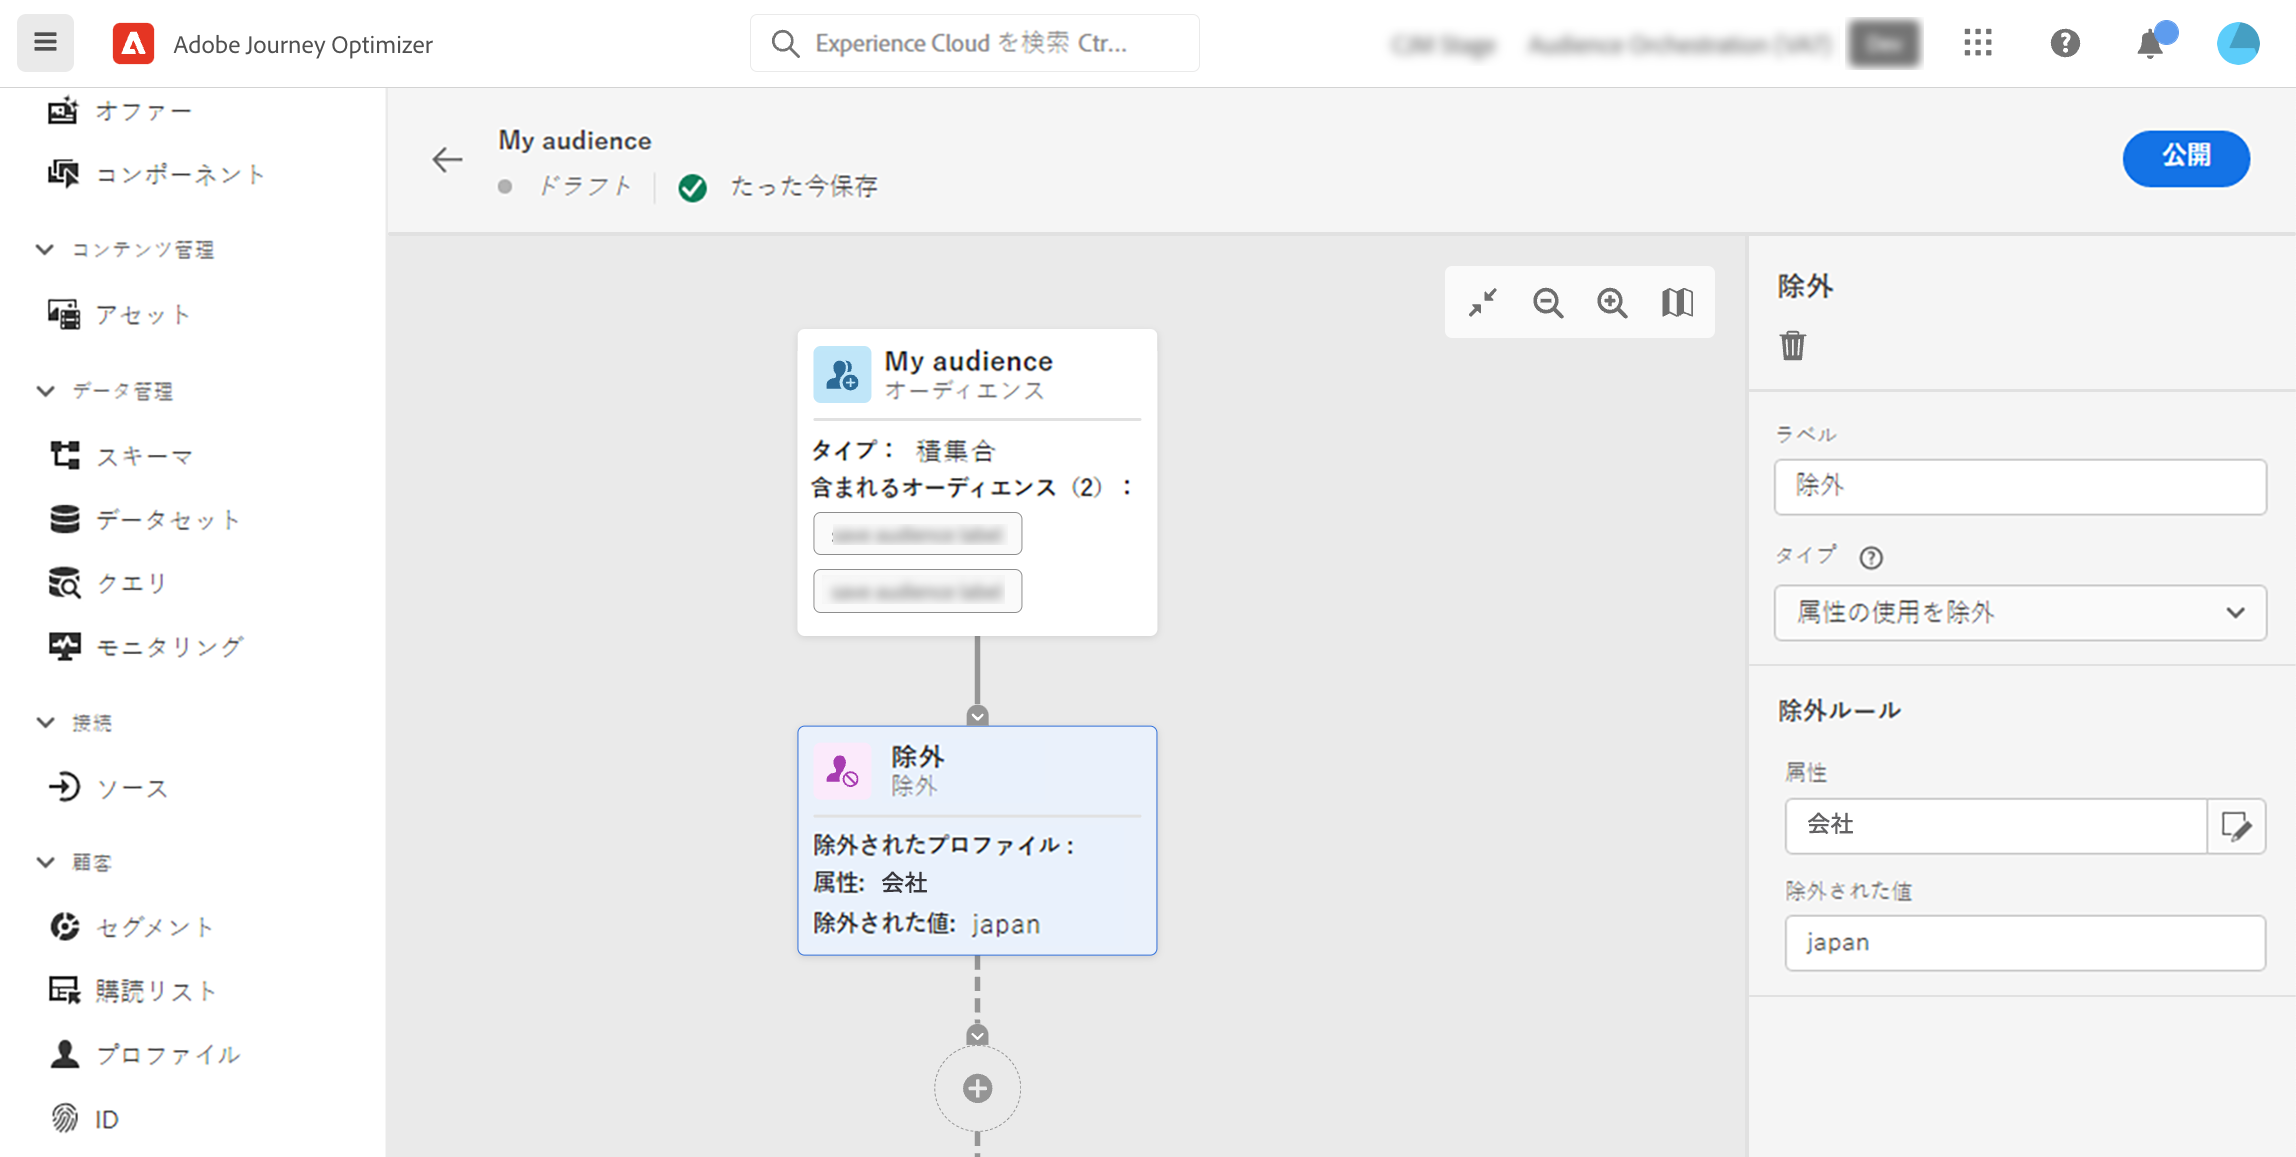 Adobe Journey Optimizer
Experience Cloud を検索 Ctr...
オファー
コンポーネント
コンテンツ管理
アセット
データ管理
スキーマ
データセット
クエリ
モニタリング
接続
ソース
顧客
セグメント
購読リスト
プロファイル
ID
My audience
ドラフト
たった今保存
公開
My audience
オーディエンス
タイプ： 積集合
含まれるオーディエンス（2）：
除外
除外
除外されたプロファイル :
属性: 会社
除外された値: japan
除外
ラベル
除外
タイプ
属性の使用を除外
除外ルール
属性
会社
除外された値
japan